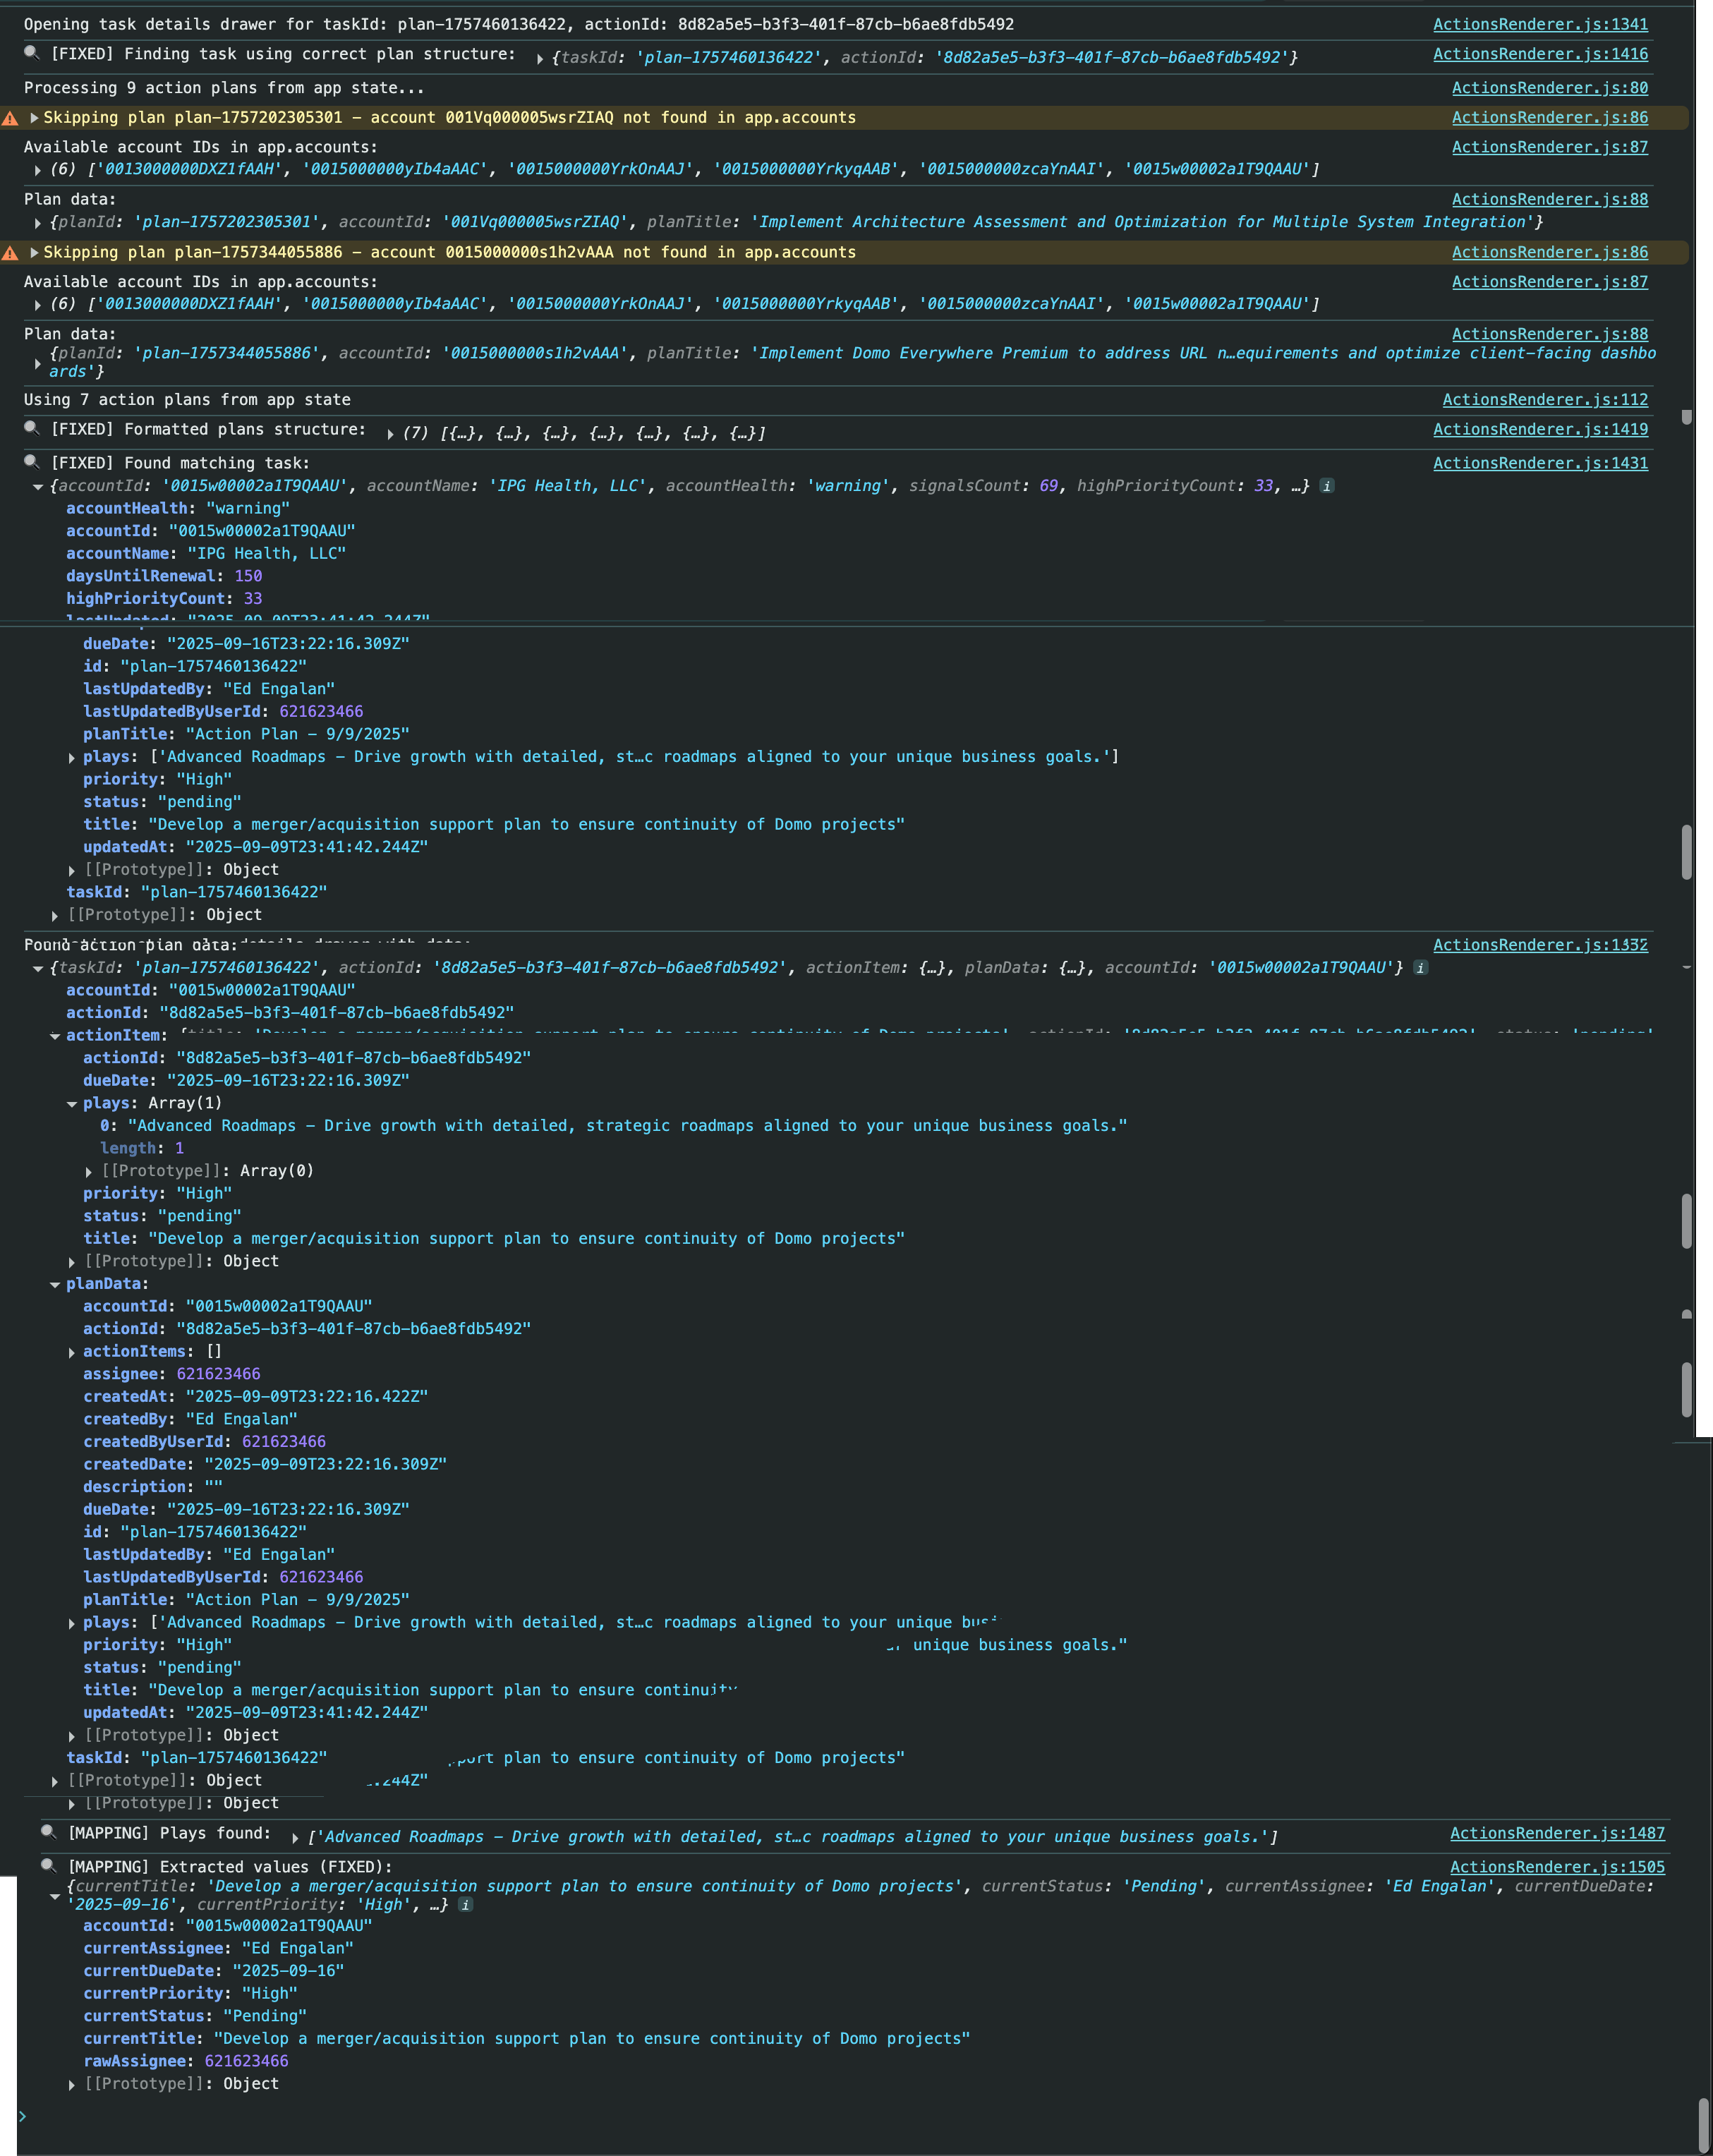 Opening task details drawer for taskId: plan-1757460136422, actionId: 8d82a5e5-b3f3-401f-87cb-b6ae8fdb5492 ActionsRenderer.js:1341
[FIXED] Finding task using correct plan structure: {taskId: 'plan-1757460136422', actionId: '8d82a5e5-b3f3-401f-87cb-b6ae8fdb5492'} ActionsRenderer.js:1416
Processing 9 action plans from app state... ActionsRenderer.js:80
Skipping plan plan-1757202305301 – account 001Vq000005wsrZIAQ not found in app.accounts ActionsRenderer.js:86
Available account IDs in app.accounts: ActionsRenderer.js:87
(6) ['0013000000DXZ1fAAH', '0015000000yIb4aAAC', '0015000000YrkOnAAJ', '0015000000YrkyqAAB', '0015000000zcaYnAAI', '0015w00002a1T9QAAU']
Plan data: ActionsRenderer.js:88
{planId: 'plan-1757202305301', accountId: '001Vq000005wsrZIAQ', planTitle: 'Implement Architecture Assessment and Optimization for Multiple System Integration'}
Skipping plan plan-1757344055886 – account 0015000000s1h2vAAA not found in app.accounts ActionsRenderer.js:86
Available account IDs in app.accounts: ActionsRenderer.js:87
(6) ['0013000000DXZ1fAAH', '0015000000yIb4aAAC', '0015000000YrkOnAAJ', '0015000000YrkyqAAB', '0015000000zcaYnAAI', '0015w00002a1T9QAAU']
Plan data: ActionsRenderer.js:88
{planId: 'plan-1757344055886', accountId: '0015000000s1h2vAAA', planTitle: 'Implement Domo Everywhere Premium to address URL n…equirements and optimize client-facing dashbo
ards'}
Using 7 action plans from app state ActionsRenderer.js:112
[FIXED] Formatted plans structure: (7) [{…}, {…}, {…}, {…}, {…}, {…}, {…}] ActionsRenderer.js:1419
[FIXED] Found matching task: ActionsRenderer.js:1431
{accountId: '0015w00002a1T9QAAU', accountName: 'IPG Health, LLC', accountHealth: 'warning', signalsCount: 69, highPriorityCount: 33, …} i
accountHealth: "warning"
accountId: "0015w00002a1T9QAAU"
accountName: "IPG Health, LLC"
daysUntilRenewal: 150
highPriorityCount: 33
lastUpdated: "2025-09-09T23:41:42.244Z"
dueDate: "2025-09-16T23:22:16.309Z"
id: "plan-1757460136422"
lastUpdatedBy: "Ed Engalan"
lastUpdatedByUserId: 621623466
planTitle: "Action Plan – 9/9/2025"
plays: ['Advanced Roadmaps – Drive growth with detailed, st…c roadmaps aligned to your unique business goals.']
priority: "High"
status: "pending"
title: "Develop a merger/acquisition support plan to ensure continuity of Domo projects"
updatedAt: "2025-09-09T23:41:42.244Z"
[[Prototype]]: Object
taskId: "plan-1757460136422"
[[Prototype]]: Object
Found action plan data:
{taskId: 'plan-1757460136422', actionId: '8d82a5e5-b3f3-401f-87cb-b6ae8fdb5492', actionItem: {…}, planData: {…}, accountId: '0015w00002a1T9QAAU'} i
accountId: "0015w00002a1T9QAAU"
actionId: "8d82a5e5-b3f3-401f-87cb-b6ae8fdb5492"
actionItem:
actionId: "8d82a5e5-b3f3-401f-87cb-b6ae8fdb5492"
dueDate: "2025-09-16T23:22:16.309Z"
plays: Array(1)
0: "Advanced Roadmaps – Drive growth with detailed, strategic roadmaps aligned to your unique business goals."
length: 1
[[Prototype]]: Array(0)
priority: "High"
status: "pending"
title: "Develop a merger/acquisition support plan to ensure continuity of Domo projects"
[[Prototype]]: Object
planData:
accountId: "0015w00002a1T9QAAU"
actionId: "8d82a5e5-b3f3-401f-87cb-b6ae8fdb5492"
actionItems: []
assignee: 621623466
createdAt: "2025-09-09T23:22:16.422Z"
createdBy: "Ed Engalan"
createdByUserId: 621623466
createdDate: "2025-09-09T23:22:16.309Z"
description: ""
dueDate: "2025-09-16T23:22:16.309Z"
id: "plan-1757460136422"
lastUpdatedBy: "Ed Engalan"
lastUpdatedByUserId: 621623466
planTitle: "Action Plan – 9/9/2025"
plays: ['Advanced Roadmaps – Drive growth with detailed, st…c roadmaps aligned to your unique
priority: "High" unique business goals."
status: "pending"
title: "Develop a merger/acquisition support plan to ensure continuity
updatedAt: "2025-09-09T23:41:42.244Z"
[[Prototype]]: Object
taskId: "plan-1757460136422" plan to ensure continuity of Domo projects"
[[Prototype]]: Object .244Z"
[[Prototype]]: Object
[MAPPING] Plays found: ['Advanced Roadmaps – Drive growth with detailed, st…c roadmaps aligned to your unique business goals.'] ActionsRenderer.js:1487
[MAPPING] Extracted values (FIXED): ActionsRenderer.js:1505
{currentTitle: 'Develop a merger/acquisition support plan to ensure continuity of Domo projects', currentStatus: 'Pending', currentAssignee: 'Ed Engalan', currentDueDate:
'2025-09-16', currentPriority: 'High', …} i
accountId: "0015w00002a1T9QAAU"
currentAssignee: "Ed Engalan"
currentDueDate: "2025-09-16"
currentPriority: "High"
currentStatus: "Pending"
currentTitle: "Develop a merger/acquisition support plan to ensure continuity of Domo projects"
rawAssignee: 621623466
[[Prototype]]: Object